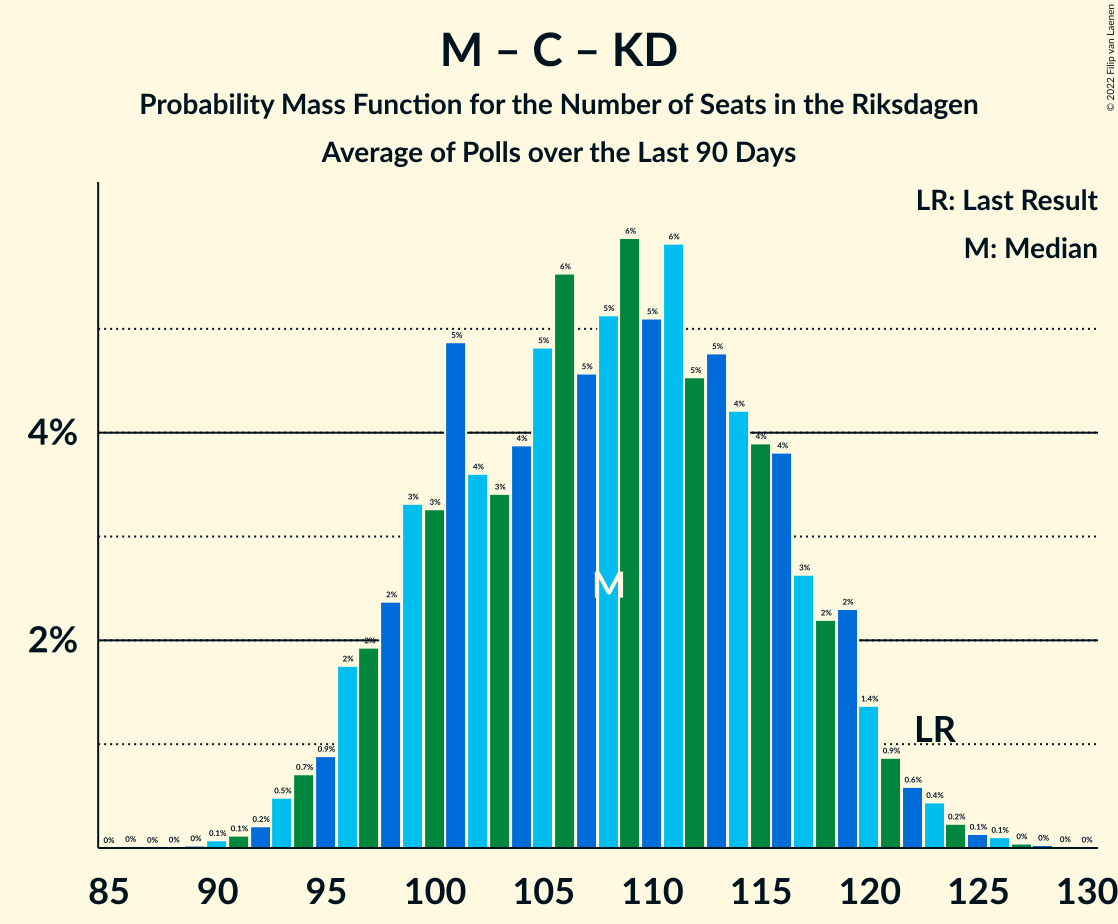 M – C – KD
Probability Mass Function for the Number of Seats in the Riksdagen
Average of Polls over the Last 90 Days
© 2022 Filip van Laenen
LR: Last Result
M: Median
4%
2%
0% 0% 0% 0% 0% 0.1% 0.1% 0.2% 0.5% 0.7% 0.9% 2% 2% 2% 3% 3% 5% 4% 3% 4% 5% 6% 5% 5% 6% 5% 6% 5% 5% 4% 4% 4% 3% 2% 2% 1.4% 0.9% 0.6% 0.4% 0.2% 0.1% 0.1% 0% 0% 0% 0%
M
LR
85 90 95 100 105 110 115 120 125 130